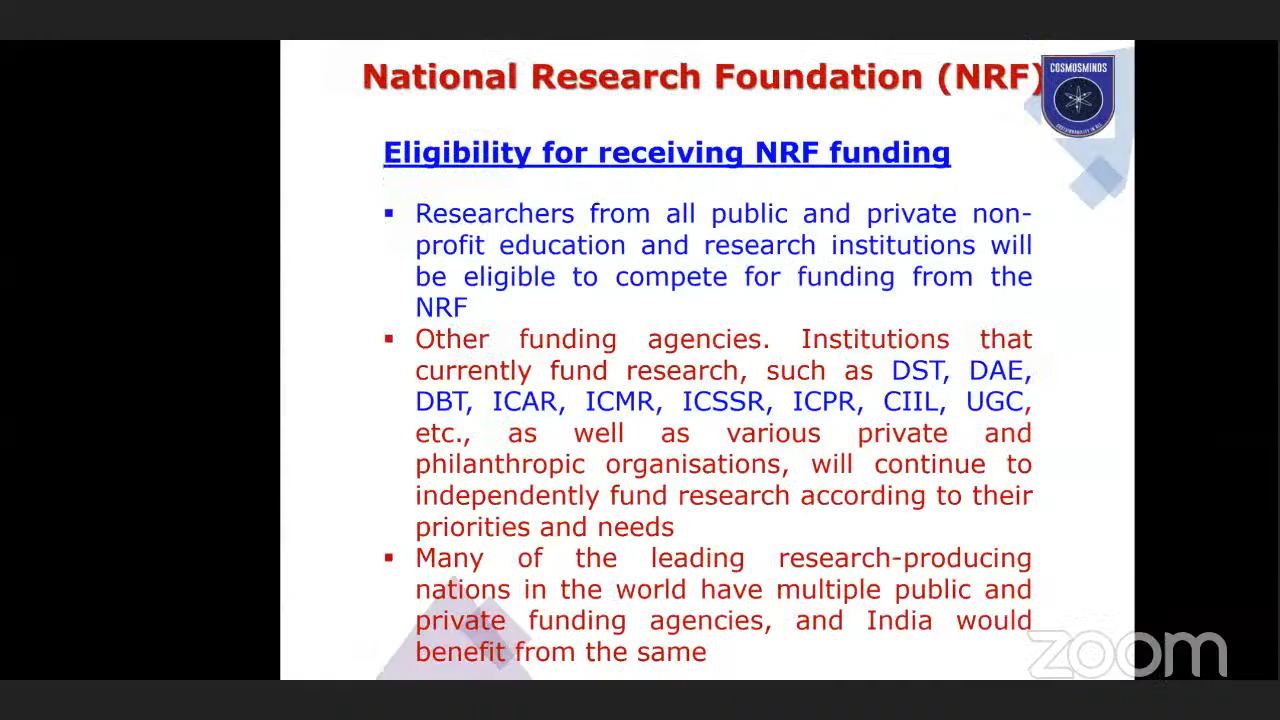 National Research Foundation (NRF)
COSMOSMINDS
Eligibility for receiving NRF funding
▪ Researchers from all public and private non-
profit education and research institutions will
be eligible to compete for funding from the
NRF
▪ Other funding agencies. Institutions that
currently fund research, such as DST, DAE,
DBT, ICAR, ICMR, ICSSR, ICPR, CIIL, UGC,
etc., as well as various private and
philanthropic organisations, will continue to
independently fund research according to their
priorities and needs
▪ Many of the leading research-producing
nations in the world have multiple public and
private funding agencies, and India would
benefit from the same
zoom